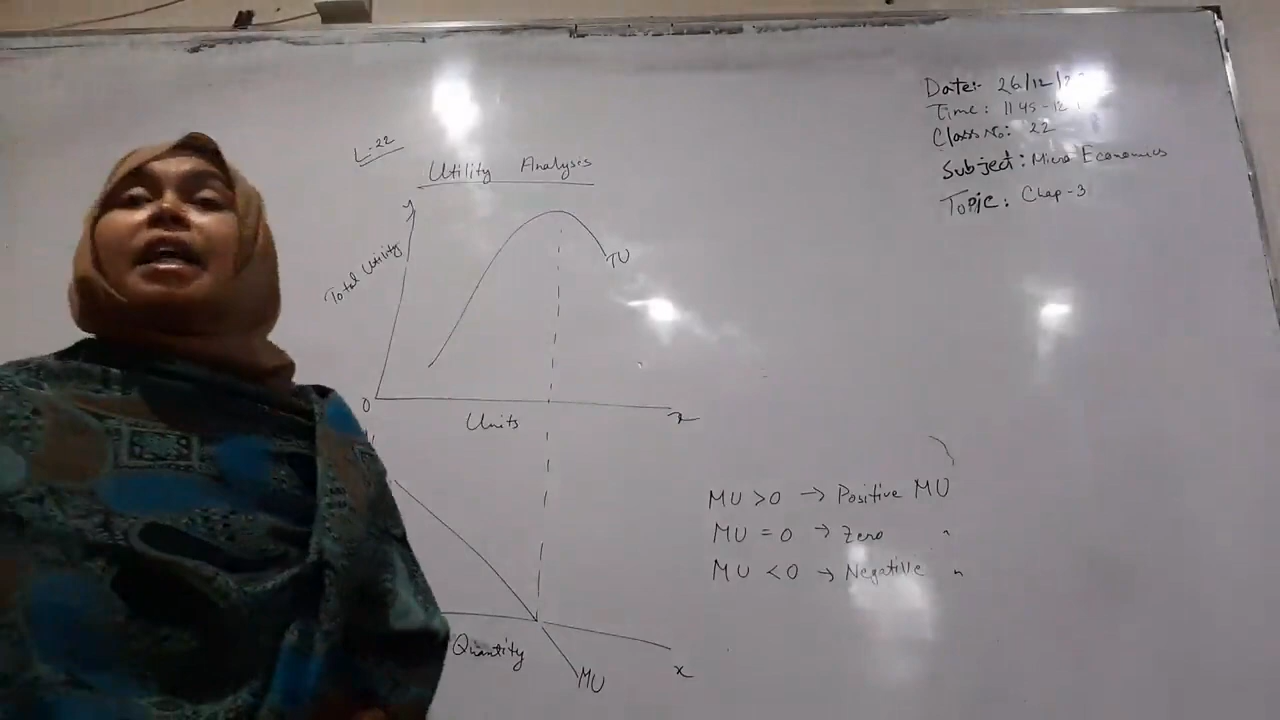 L-22
Utility Analysis
y
Total Utility
TU
0
Units
x
MU
Quantity
x
Date:- 26/12/
Time: 11 45 - 12
Class No: 22
Subject: Micro Economics
Topic: Chap-3
MU > 0 → Positive MU
MU = 0 → Zero "
MU < 0 → Negative "